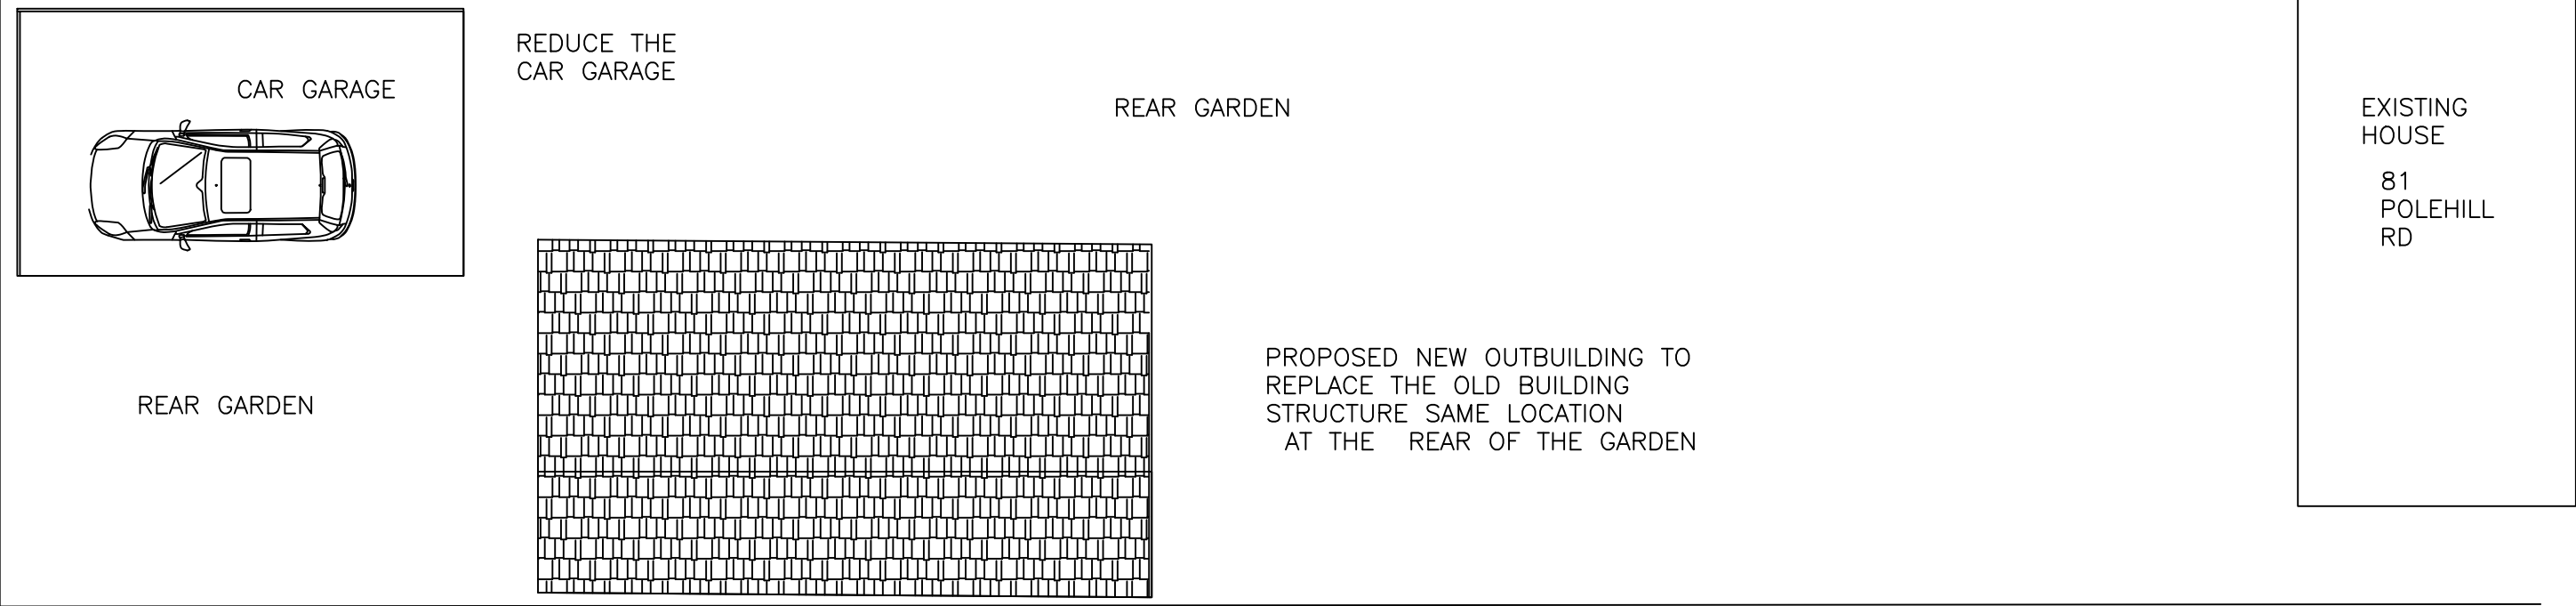 CAR GARAGE
REDUCE THE
CAR GARAGE
REAR GARDEN
EXISTING
HOUSE
81
POLEHILL
RD
REAR GARDEN
PROPOSED NEW OUTBUILDING TO
REPLACE THE OLD BUILDING
STRUCTURE SAME LOCATION
AT THE REAR OF THE GARDEN